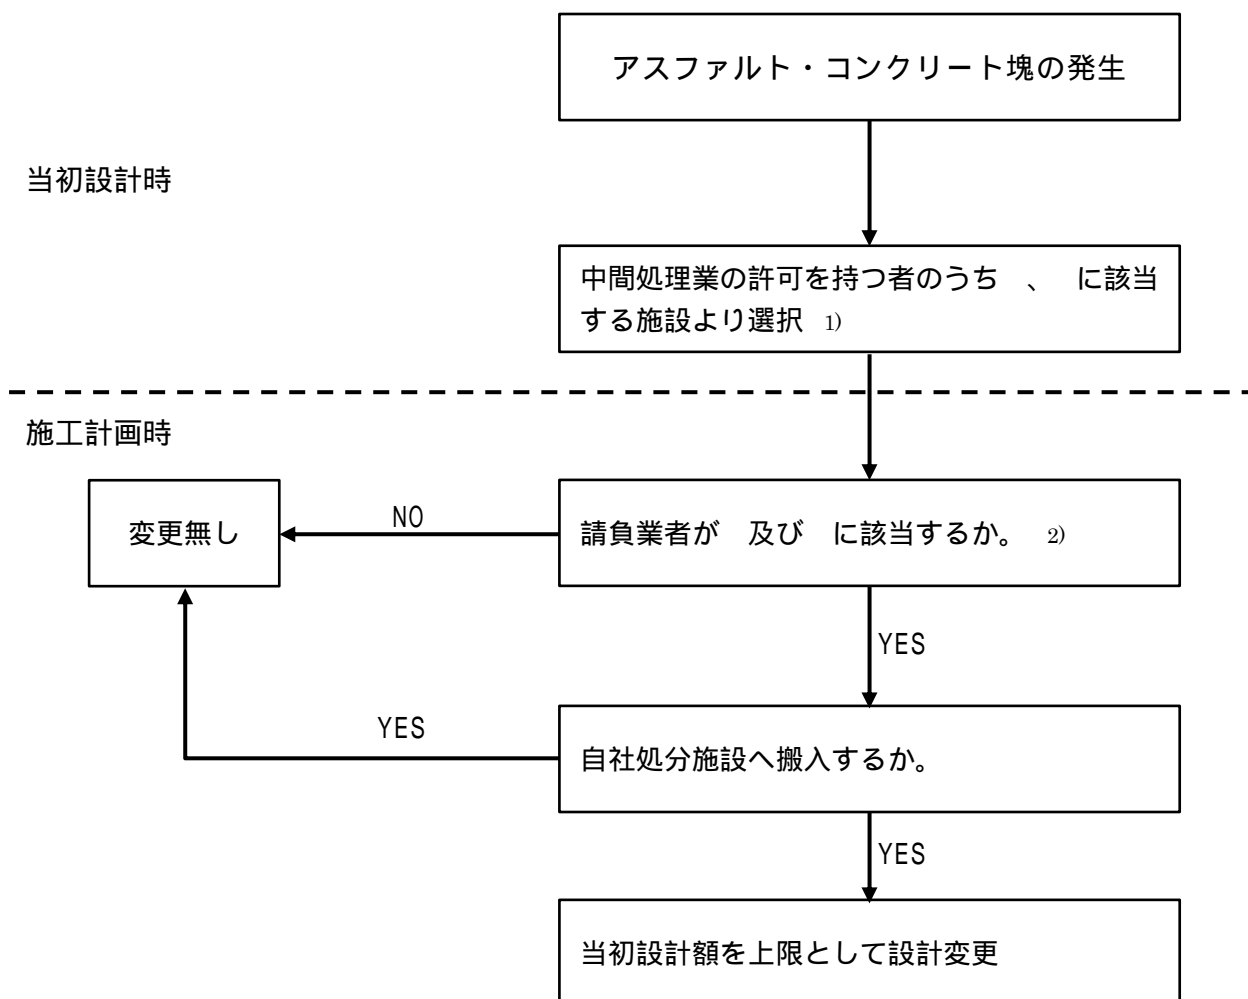 アスファルト・コンクリート塊の発生
当初設計時
中間処理業の許可を持つ者のうち　、　に該当
する施設より選択　1)
施工計画時
変更無し
NO
請負業者が　及び　に該当するか。　2)
YES
YES
自社処分施設へ搬入するか。
YES
当初設計額を上限として設計変更